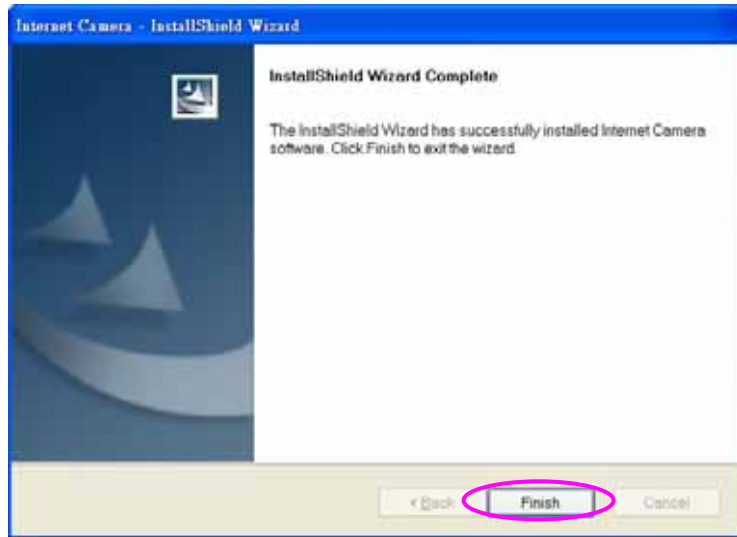 Internet Camera - InstallShield Wizard
InstallShield Wizard Complete
The InstallShield Wizard has successfully installed Internet Camera
software. Click Finish to exit the wizard.
< Back Finish Cancel